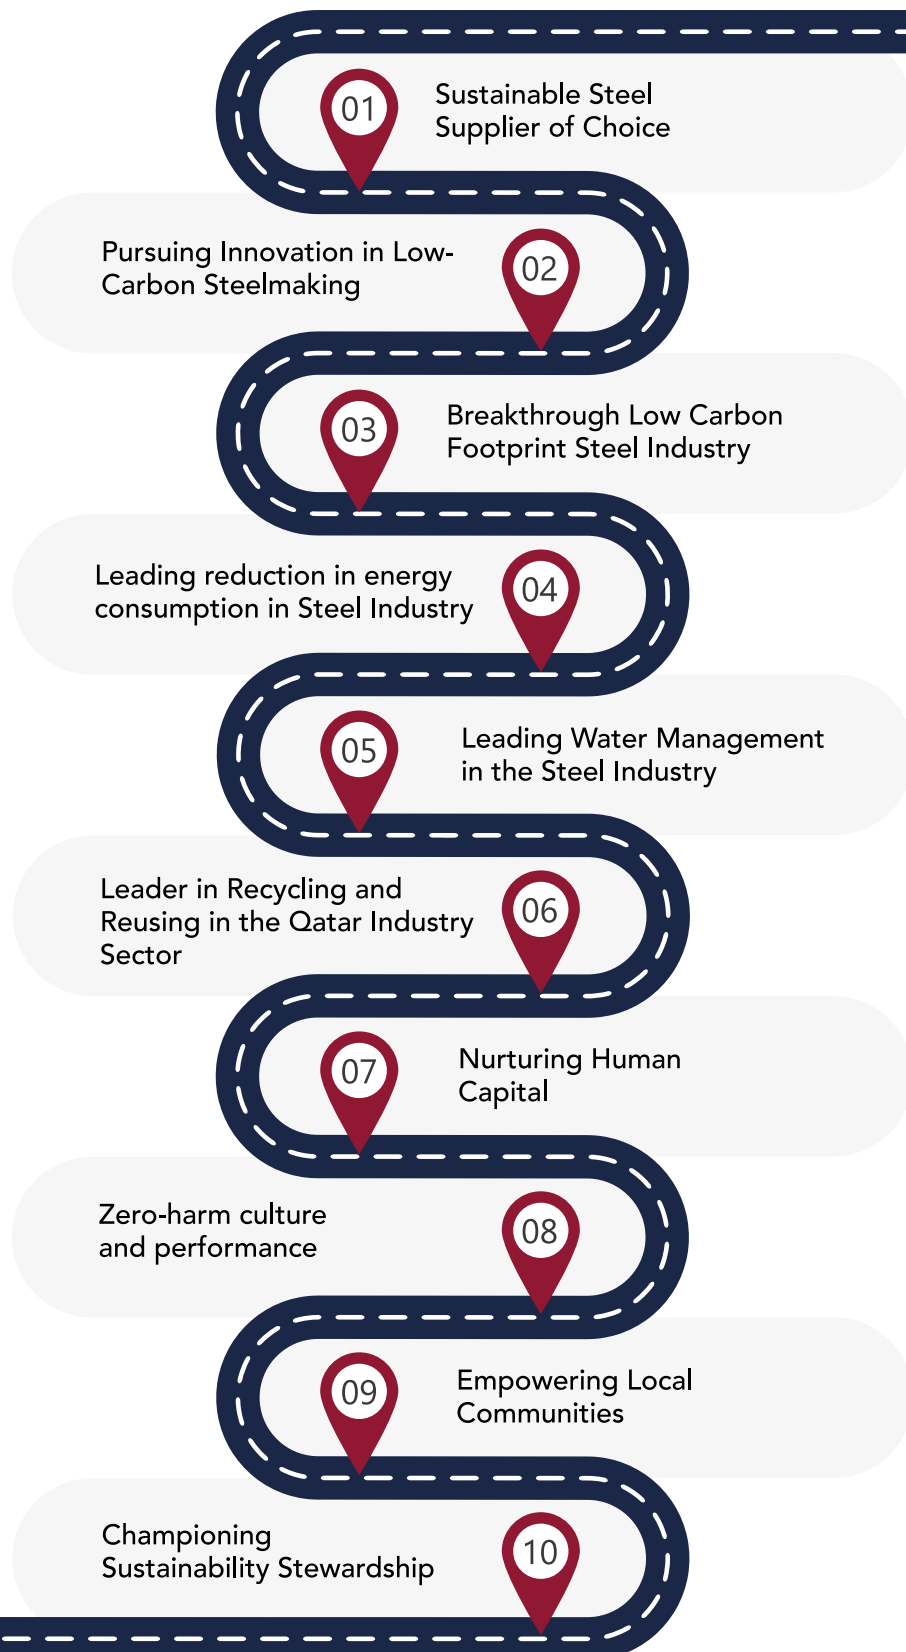 01
Sustainable Steel
Supplier of Choice
Pursuing Innovation in Low-
Carbon Steelmaking
02
03
Breakthrough Low Carbon
Footprint Steel Industry
Leading reduction in energy
consumption in Steel Industry
04
05
Leading Water Management
in the Steel Industry
Leader in Recycling and
Reusing in the Qatar Industry
Sector
06
07
Nurturing Human
Capital
Zero-harm culture
and performance
08
09
Empowering Local
Communities
Championing
Sustainability Stewardship
10